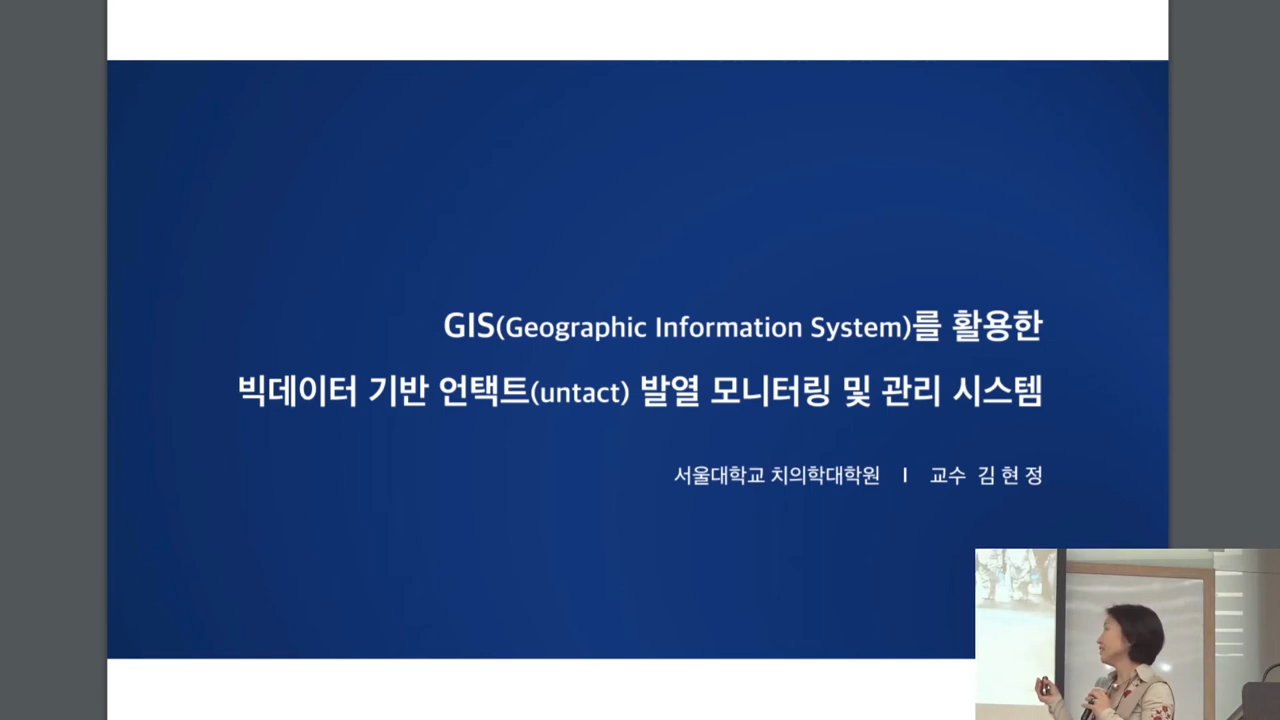 GIS(Geographic Information System)를 활용한
빅데이터 기반 언택트(untact) 발열 모니터링 및 관리 시스템
서울대학교 치의학대학원 I 교수 김 현 정